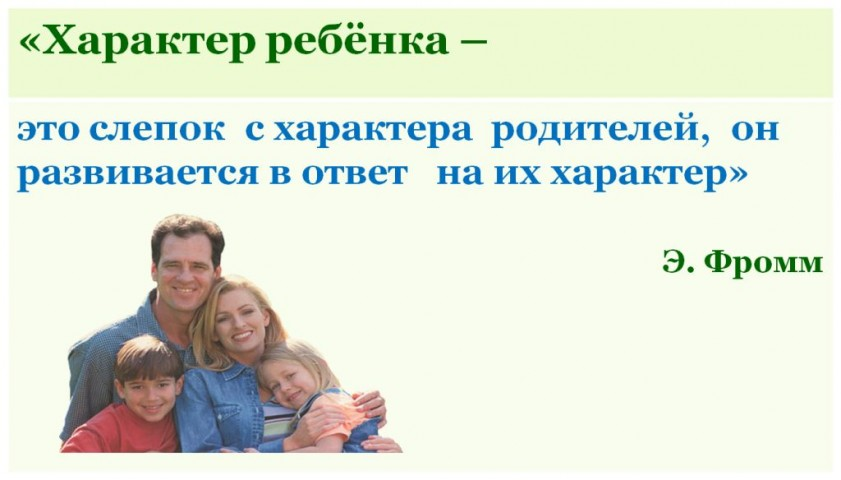 «Характер ребёнка –
это слепок с характера родителей, он
развивается в ответ на их характер»
Э. Фромм